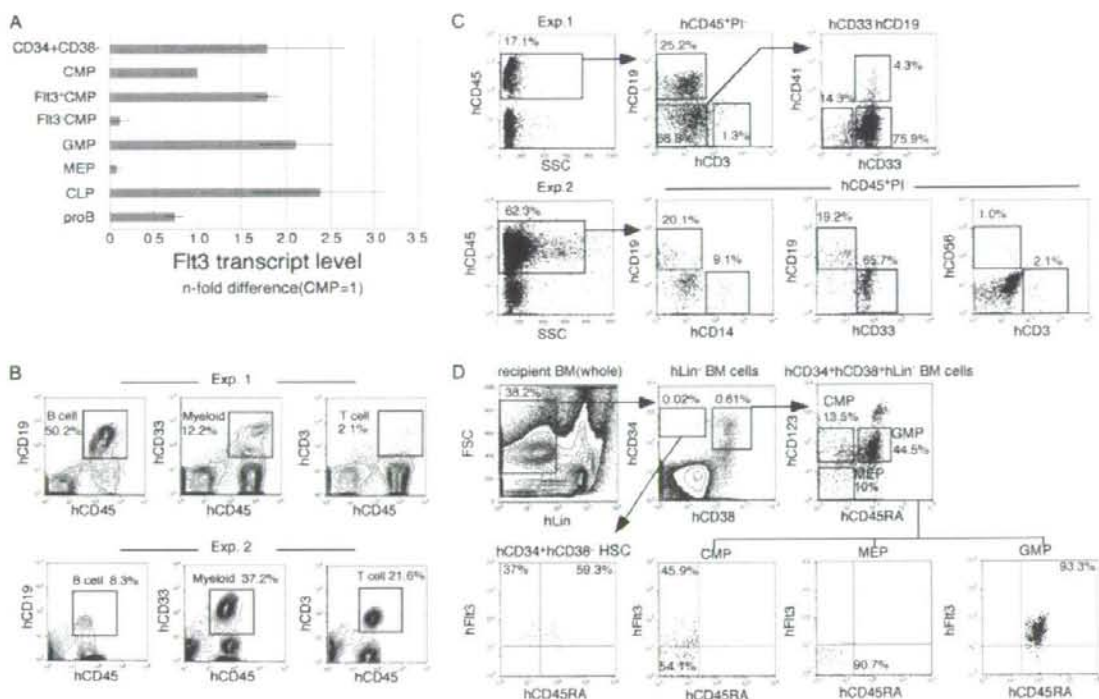 A
CD34+CD38-
CMP
Flt3+CMP
Flt3-CMP
GMP
MEP
CLP
proB
0 0.5 1.0 1.5 2.0 2.5 3.0 3.5
Flt3 transcript level
n-fold difference(CMP=1)
B
Exp. 1
B cell
50.2%
hCD19
hCD45
Myeloid
12.2%
hCD33
hCD45
T cell
2.1%
hCD3
hCD45
Exp. 2
B cell 8.3%
hCD19
hCD45
Myeloid 37.2%
hCD33
hCD45
T cell 21.6%
hCD3
hCD45
C
Exp.1
17.1%
hCD45
SSC
hCD45+PI-
25.2%
1.3%
hCD19
hCD3
hCD33-hCD19-
4.3%
14.3%
75.9%
hCD41
hCD33
Exp.2
62.3%
hCD45
SSC
hCD45+PI-
20.1%
9.1%
hCD19
hCD14
19.2%
65.7%
hCD19
hCD33
1.0%
2.1%
hCD56
hCD3
D
recipient BM(whole)
38.2%
FSC
hLin
hLin- BM cells
0.02% 0.61%
hCD34
hCD38
hCD34+hCD38+hLin- BM cells
CMP
13.5%
GMP
44.5%
MEP
10%
hCD123
hCD45RA
hCD34+hCD38- HSC
37% 59.3%
hFlt3
hCD45RA
CMP
45.9%
54.1%
hFlt3
hCD45RA
MEP
90.7%
hFlt3
hCD45RA
GMP
93.3%
hFlt3
hCD45RA